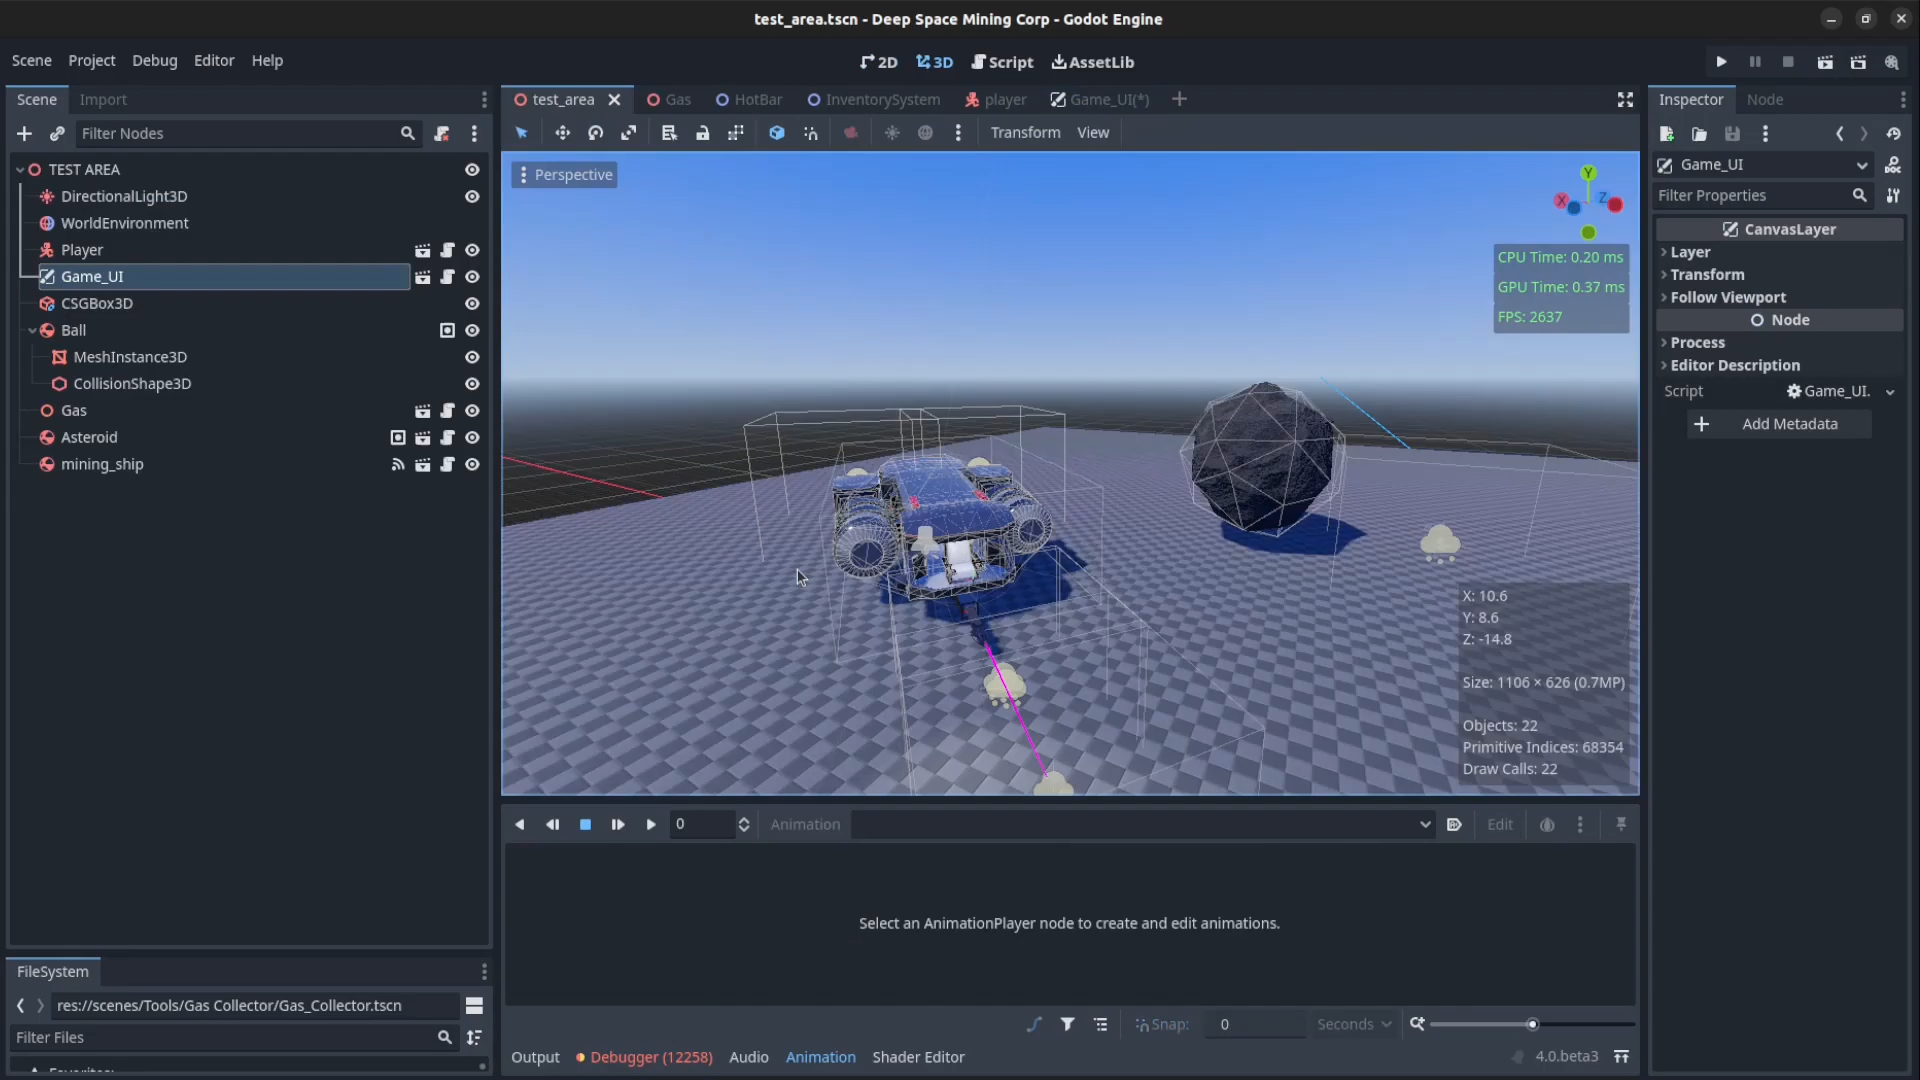 test_area.tscn - Deep Space Mining Corp - Godot Engine
Scene Project Debug Editor Help
2D 3D Script AssetLib
Scene Import
Filter Nodes
TEST AREA
DirectionalLight3D
WorldEnvironment
Player
Game_UI
CSGBox3D
Ball
MeshInstance3D
CollisionShape3D
Gas
Asteroid
mining_ship
FileSystem
res://scenes/Tools/Gas Collector/Gas_Collector.tscn
Filter Files
test_area Gas HotBar InventorySystem player Game_UI(*)
Transform View
Perspective
Y
X Z
CPU Time: 0.20 ms
GPU Time: 0.37 ms
FPS: 2637
X: 10.6
Y: 8.6
Z: -14.8
Size: 1106 × 626 (0.7MP)
Objects: 22
Primitive Indices: 68354
Draw Calls: 22
0 Animation Edit
Select an AnimationPlayer node to create and edit animations.
Snap: 0 Seconds
Output Debugger (12258) Audio Animation Shader Editor 4.0.beta3
Inspector Node
Game_UI
Filter Properties
CanvasLayer
Layer
Transform
Follow Viewport
Node
Process
Editor Description
Script Game_UI.
Add Metadata